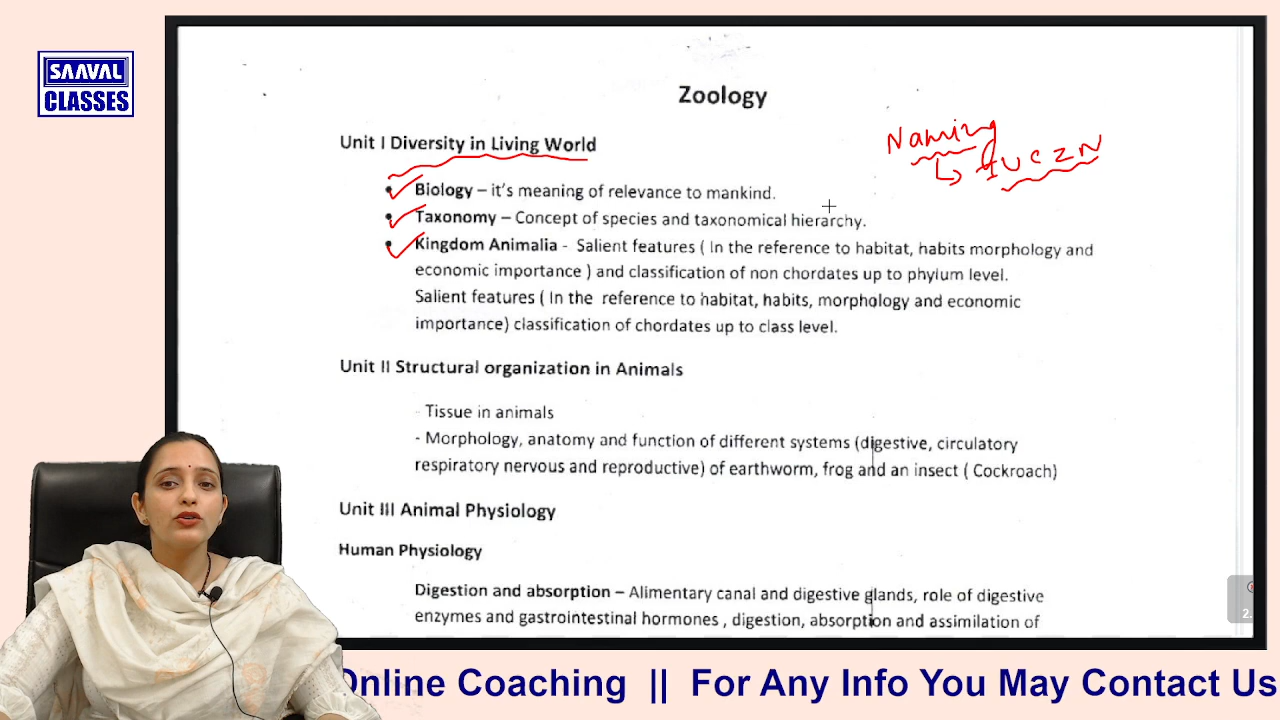 SAAVAL
CLASSES
Zoology
Naming
IUCZN
Unit I Diversity in Living World
• Biology – it's meaning of relevance to mankind.
• Taxonomy – Concept of species and taxonomical hierarchy.
• Kingdom Animalia - Salient features ( In the reference to habitat, habits morphology and
economic importance ) and classification of non chordates up to phylum level.
Salient features ( In the reference to habitat, habits, morphology and economic
importance) classification of chordates up to class level.
Unit II Structural organization in Animals
- Tissue in animals
- Morphology, anatomy and function of different systems (digestive, circulatory
respiratory nervous and reproductive) of earthworm, frog and an insect ( Cockroach)
Unit III Animal Physiology
Human Physiology
Digestion and absorption – Alimentary canal and digestive glands, role of digestive
enzymes and gastrointestinal hormones , digestion, absorption and assimilation of
2.
Online Coaching || For Any Info You May Contact Us